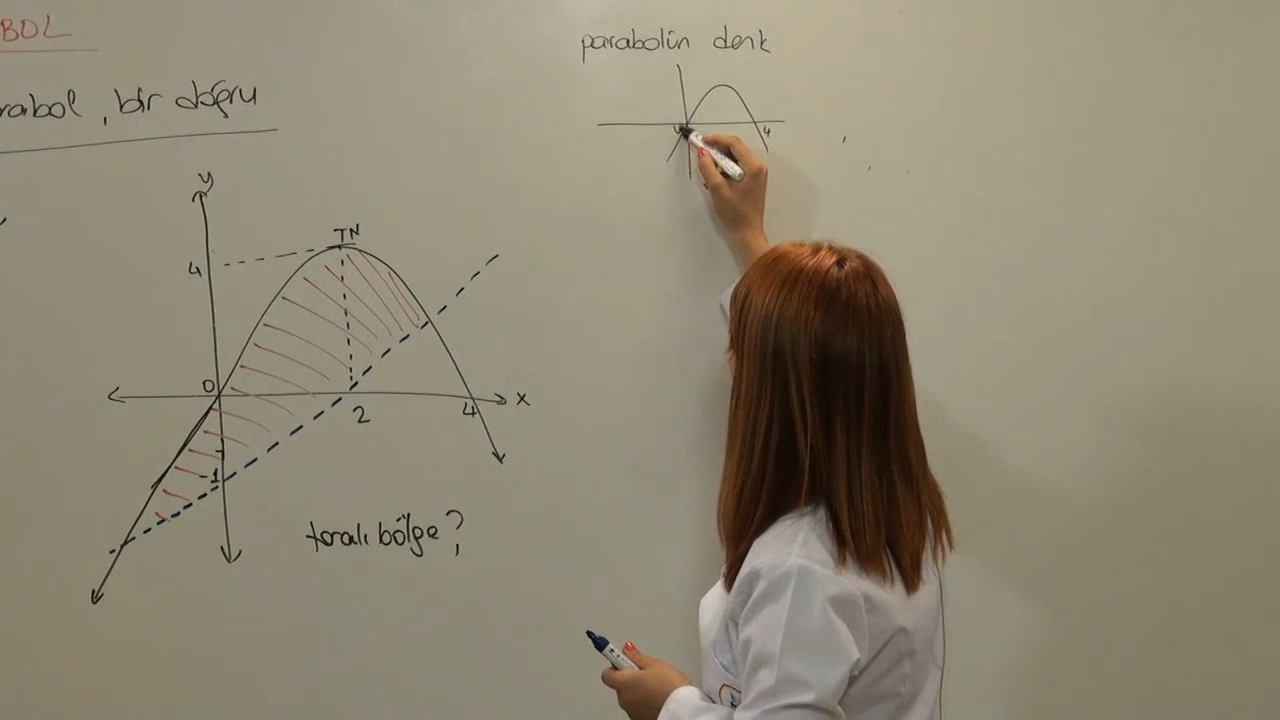 BOL
rabol, bir doğru
y
TN
4
0
2
4
x
-1
taralı bölge?
parabolün denk
4